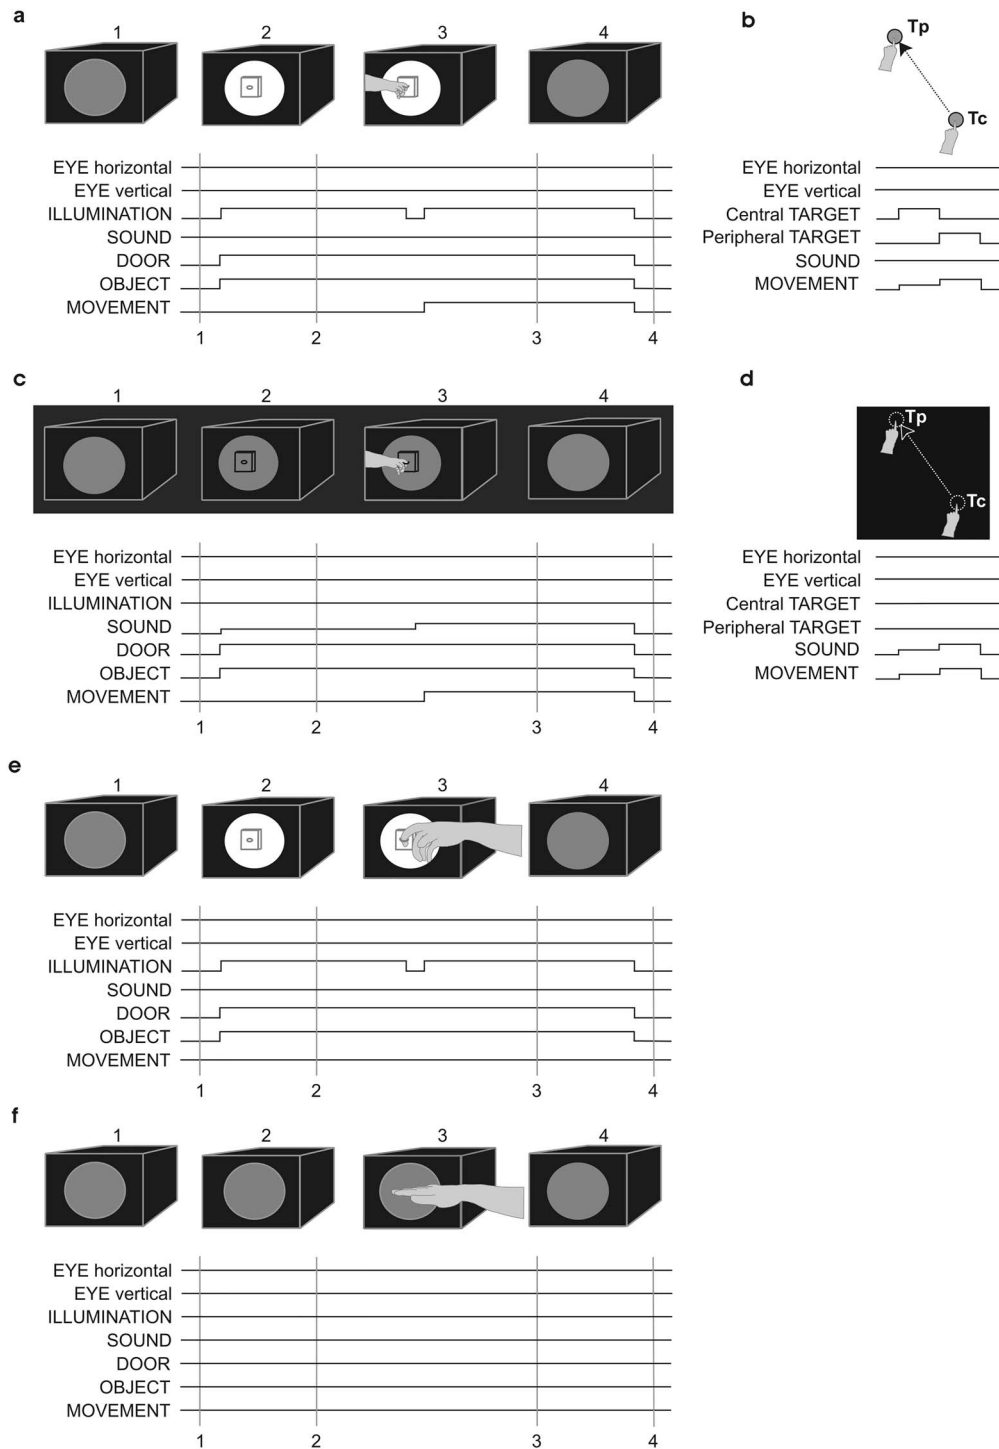 a
1 2 3 4
EYE horizontal
EYE vertical
ILLUMINATION
SOUND
DOOR
OBJECT
MOVEMENT
1 2 3 4
b
Tp
Tc
EYE horizontal
EYE vertical
Central TARGET
Peripheral TARGET
SOUND
MOVEMENT
c
1 2 3 4
EYE horizontal
EYE vertical
ILLUMINATION
SOUND
DOOR
OBJECT
MOVEMENT
1 2 3 4
d
Tp
Tc
EYE horizontal
EYE vertical
Central TARGET
Peripheral TARGET
SOUND
MOVEMENT
e
1 2 3 4
EYE horizontal
EYE vertical
ILLUMINATION
SOUND
DOOR
OBJECT
MOVEMENT
1 2 3 4
f
1 2 3 4
EYE horizontal
EYE vertical
ILLUMINATION
SOUND
DOOR
OBJECT
MOVEMENT
1 2 3 4